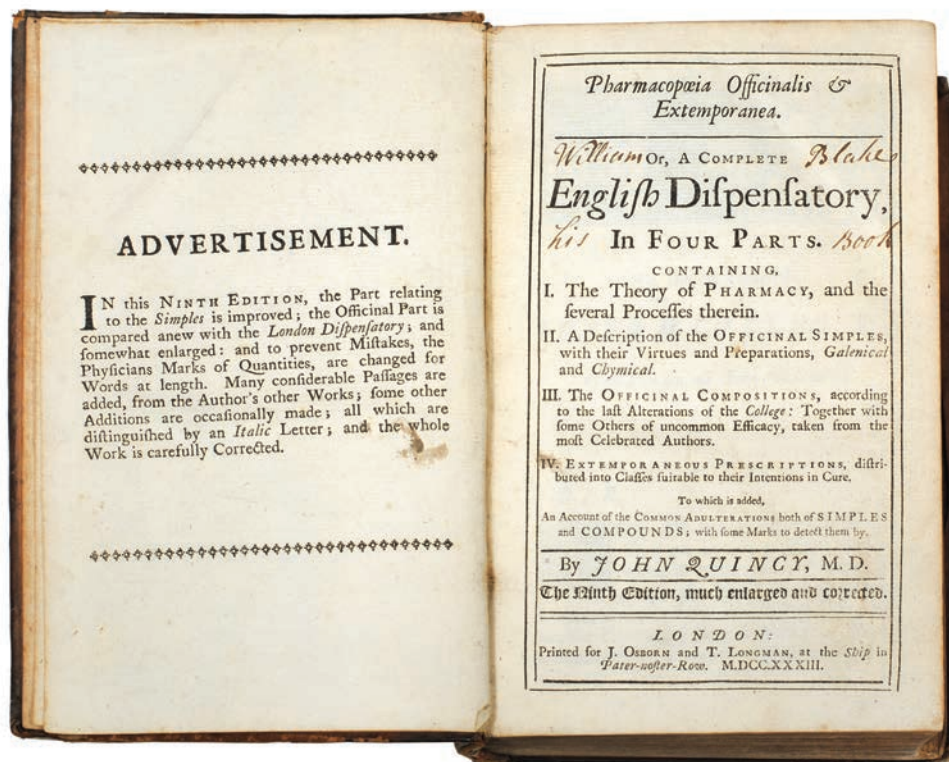 ADVERTISEMENT.
IN this NINTH EDITION, the Part relating
to the Simples is improved; the Officinal Part is
compared anew with the London Diſpenſatory; and
ſomewhat enlarged: and to prevent Miſtakes, the
Phyſicians Marks of Quantities, are changed for
Words at length. Many conſiderable Paſſages are
added, from the Author's other Works; ſome other
Additions are occaſionally made; all which are
diſtinguiſhed by an Italic Letter; and the whole
Work is carefully Corrected.
Pharmacopœia Officinalis &
Extemporanea.
William Or, A COMPLETE Blake
Engliſh Diſpenſatory,
his In FOUR PARTS. Book
CONTAINING,
I. The Theory of PHARMACY, and the
ſeveral Proceſſes therein.
II. A Deſcription of the OFFICINAL SIMPLES,
with their Virtues and Preparations, Galenical
and Chymical.
III. The OFFICINAL COMPOSITIONS, according
to the laſt Alterations of the College: Together with
ſome Others of uncommon Efficacy, taken from the
moſt Celebrated Authors.
IV. EXTEMPORANEOUS PRESCRIPTIONS, diſtri-
buted into Claſſes ſuitable to their Intentions in Cure.
To which is added,
An Account of the COMMON ADULTERATIONS both of SIMPLES
and COMPOUNDS; with ſome Marks to detect them by.
By JOHN QUINCY, M. D.
The Ninth Edition, much enlarged and corrected.
LONDON:
Printed for J. OSBORN and T. LONGMAN, at the Ship in
Pater-noſter-Row. M.DCC.XXXIII.